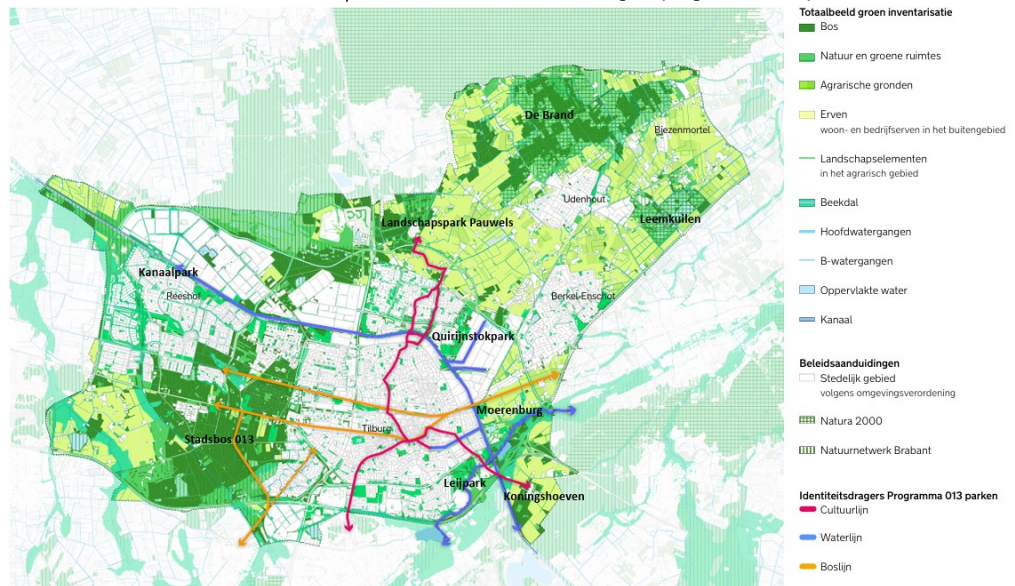 De Brand
Biezenmortel
Udenhout
Leemkuilen
Landschapspark Pauwels
Kanaalpark
Reeshof
Berkel-Enschot
Quirijnstokpark
Moerenburg
Tilburg
Stadsbos 013
Leijpark
Koningshoeven
Totaalbeeld groen inventarisatie
Bos
Natuur en groene ruimtes
Agrarische gronden
Erven
woon- en bedrijfserven in het buitengebied
Landschapselementen
in het agrarisch gebied
Beekdal
Hoofdwatergangen
B-watergangen
Oppervlakte water
Kanaal
Beleidsaanduidingen
Stedelijk gebied
volgens omgevingsverordening
Natura 2000
Natuurnetwerk Brabant
Identiteitsdragers Programma 013 parken
Cultuurlijn
Waterlijn
Boslijn